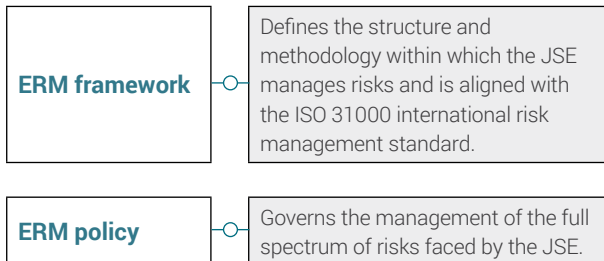 ERM framework
Defines the structure and
methodology within which the JSE
manages risks and is aligned with
the ISO 31000 international risk
management standard.
ERM policy
Governs the management of the full
spectrum of risks faced by the JSE.